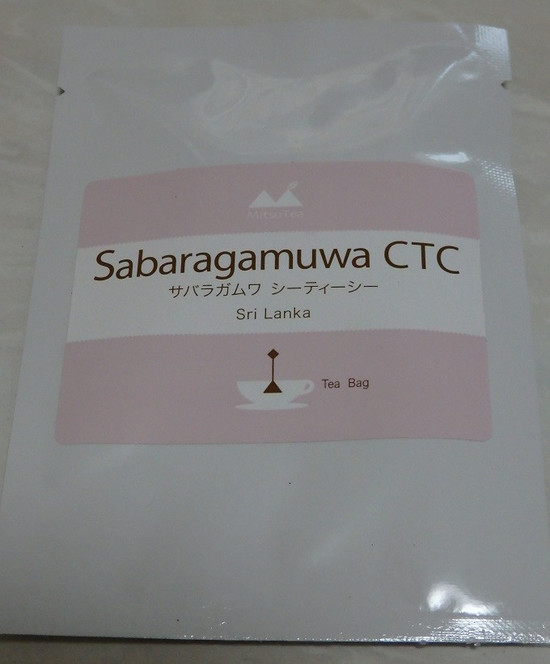 MITSUTEA
Sabaragamuwa CTC
サバラガムワ シーティーシー
Sri Lanka
Tea Bag